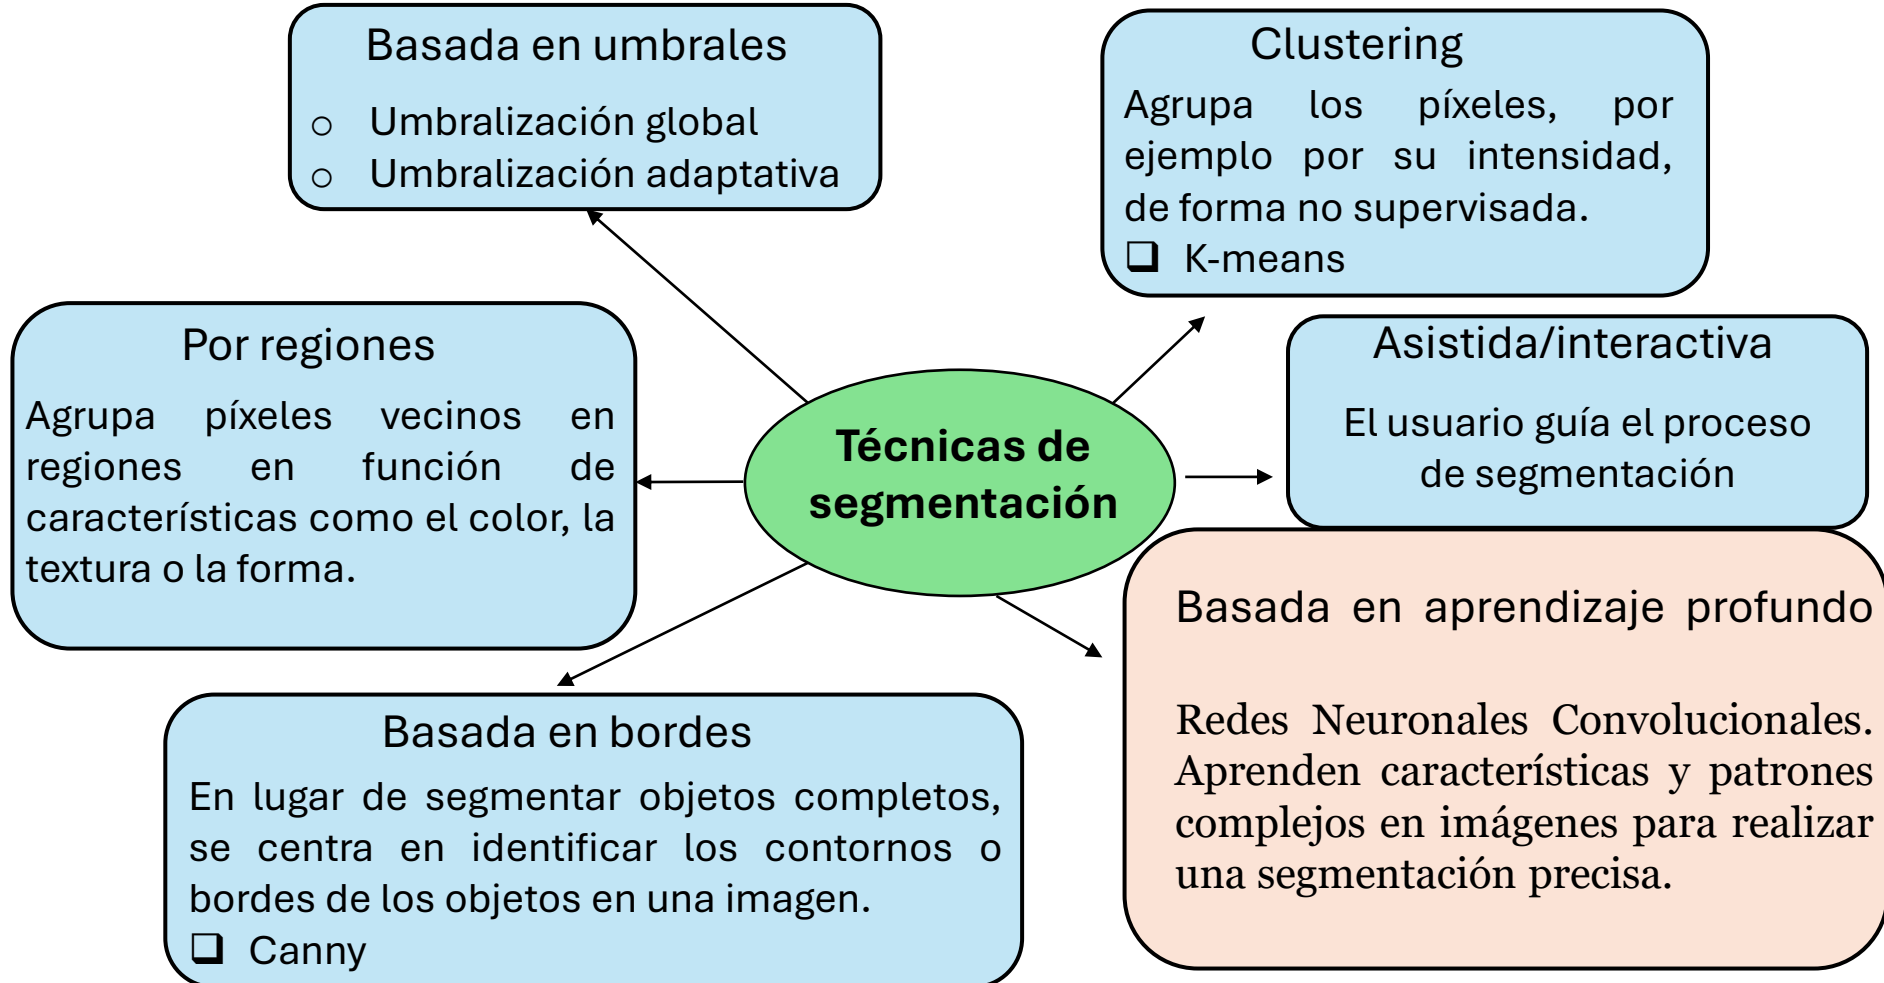 Basada en umbrales
o Umbralización global
o Umbralización adaptativa
Clustering
Agrupa los píxeles, por
ejemplo por su intensidad,
de forma no supervisada.
❑ K-means
Por regiones
Agrupa píxeles vecinos en
regiones en función de
características como el color, la
textura o la forma.
Técnicas de
segmentación
Asistida/interactiva
El usuario guía el proceso
de segmentación
Basada en bordes
En lugar de segmentar objetos completos,
se centra en identificar los contornos o
bordes de los objetos en una imagen.
❑ Canny
Basada en aprendizaje profundo
Redes Neuronales Convolucionales.
Aprenden características y patrones
complejos en imágenes para realizar
una segmentación precisa.